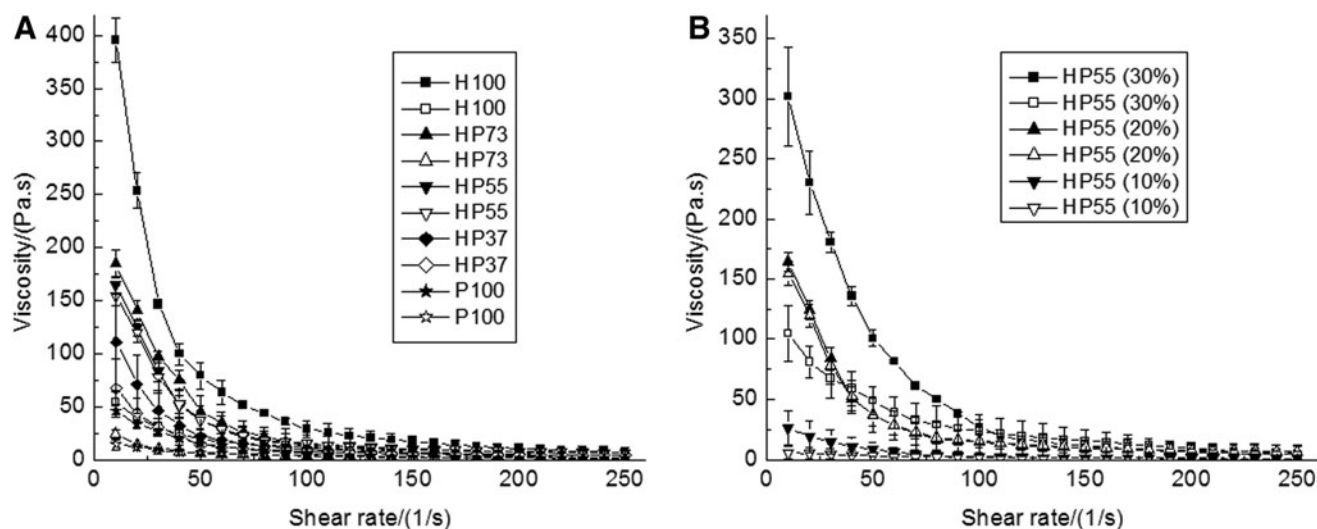 A
Viscosity/(Pa.s)
400
350
300
250
200
150
100
50
0
0 50 100 150 200 250
Shear rate/(1/s)
H100
H100
HP73
HP73
HP55
HP55
HP37
HP37
P100
P100
B
Viscosity/(Pa.s)
350
300
250
200
150
100
50
0
0 50 100 150 200 250
Shear rate/(1/s)
HP55 (30%)
HP55 (30%)
HP55 (20%)
HP55 (20%)
HP55 (10%)
HP55 (10%)